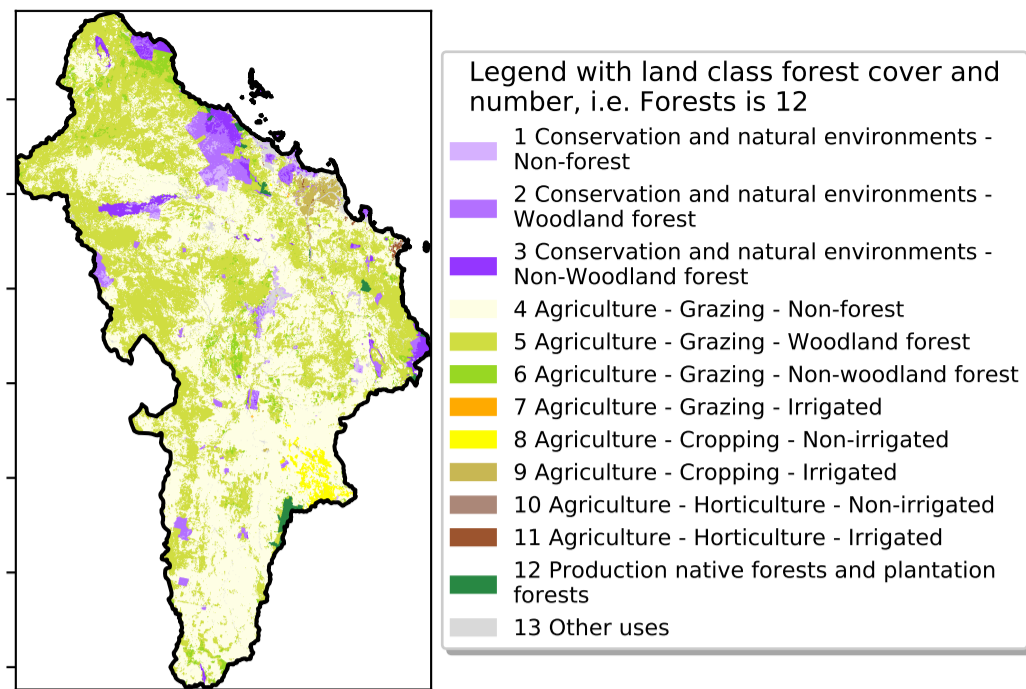 Legend with land class forest cover and
number, i.e. Forests is 12
1 Conservation and natural environments -
Non-forest
2 Conservation and natural environments -
Woodland forest
3 Conservation and natural environments -
Non-Woodland forest
4 Agriculture - Grazing - Non-forest
5 Agriculture - Grazing - Woodland forest
6 Agriculture - Grazing - Non-woodland forest
7 Agriculture - Grazing - Irrigated
8 Agriculture - Cropping - Non-irrigated
9 Agriculture - Cropping - Irrigated
10 Agriculture - Horticulture - Non-irrigated
11 Agriculture - Horticulture - Irrigated
12 Production native forests and plantation
forests
13 Other uses